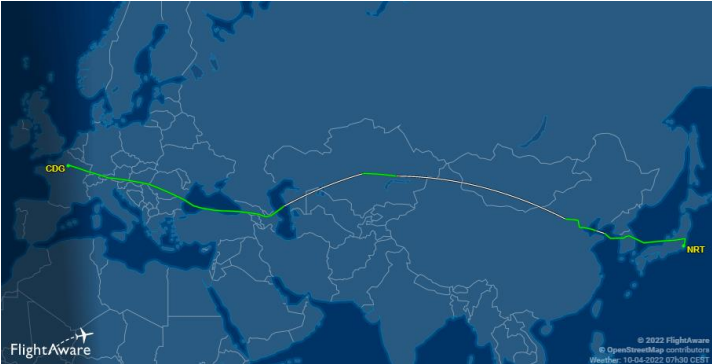 CDG
NRT
FlightAware
© 2022 FlightAware
© OpenStreetMap contributors
Weather: 10-04-2022 07h30 CEST